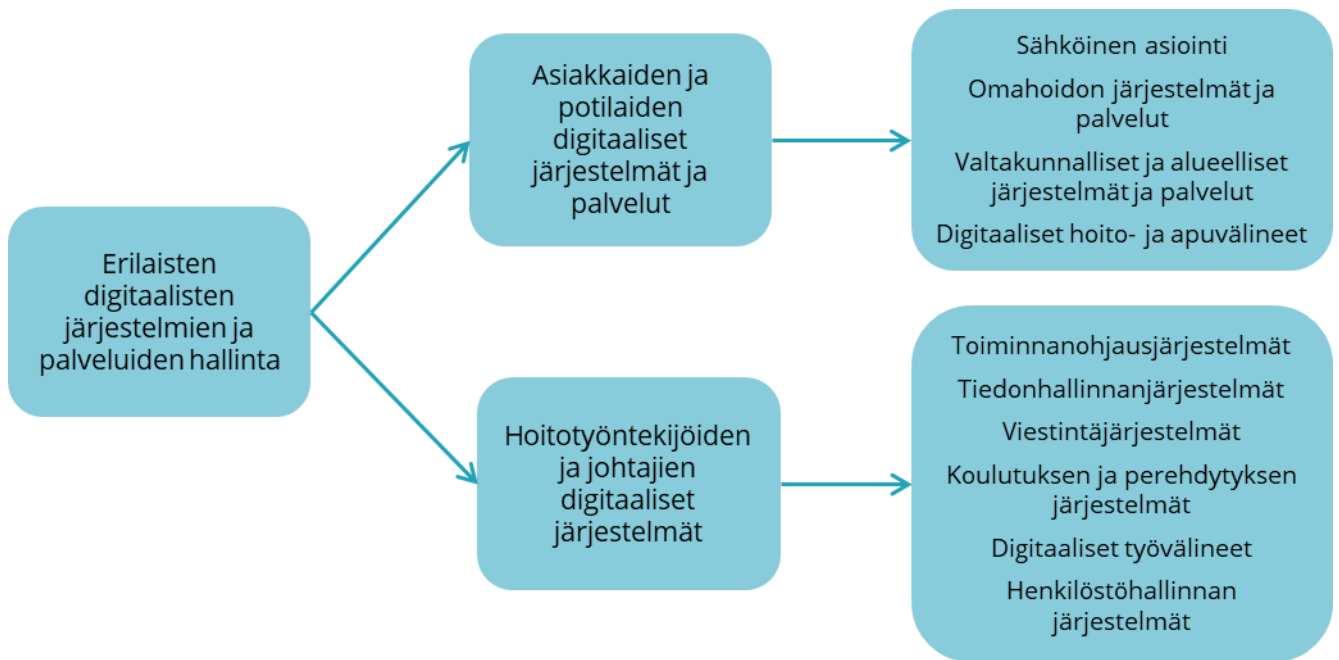 Erilaisten
digitaalisten
järjestelmien ja
palveluiden hallinta
Asiakkaiden ja
potilaiden
digitaaliset
järjestelmät ja
palvelut
Sähköinen asiointi
Omahoidon järjestelmät ja
palvelut
Valtakunnalliset ja alueelliset
järjestelmät ja palvelut
Digitaaliset hoito- ja apuvälineet
Hoitotyöntekijöiden
ja johtajien
digitaaliset
järjestelmät
Toiminnanohjausjärjestelmät
Tiedonhallinnanjärjestelmät
Viestintäjärjestelmät
Koulutuksen ja perehdytyksen
järjestelmät
Digitaaliset työvälineet
Henkilöstöhallinnan
järjestelmät